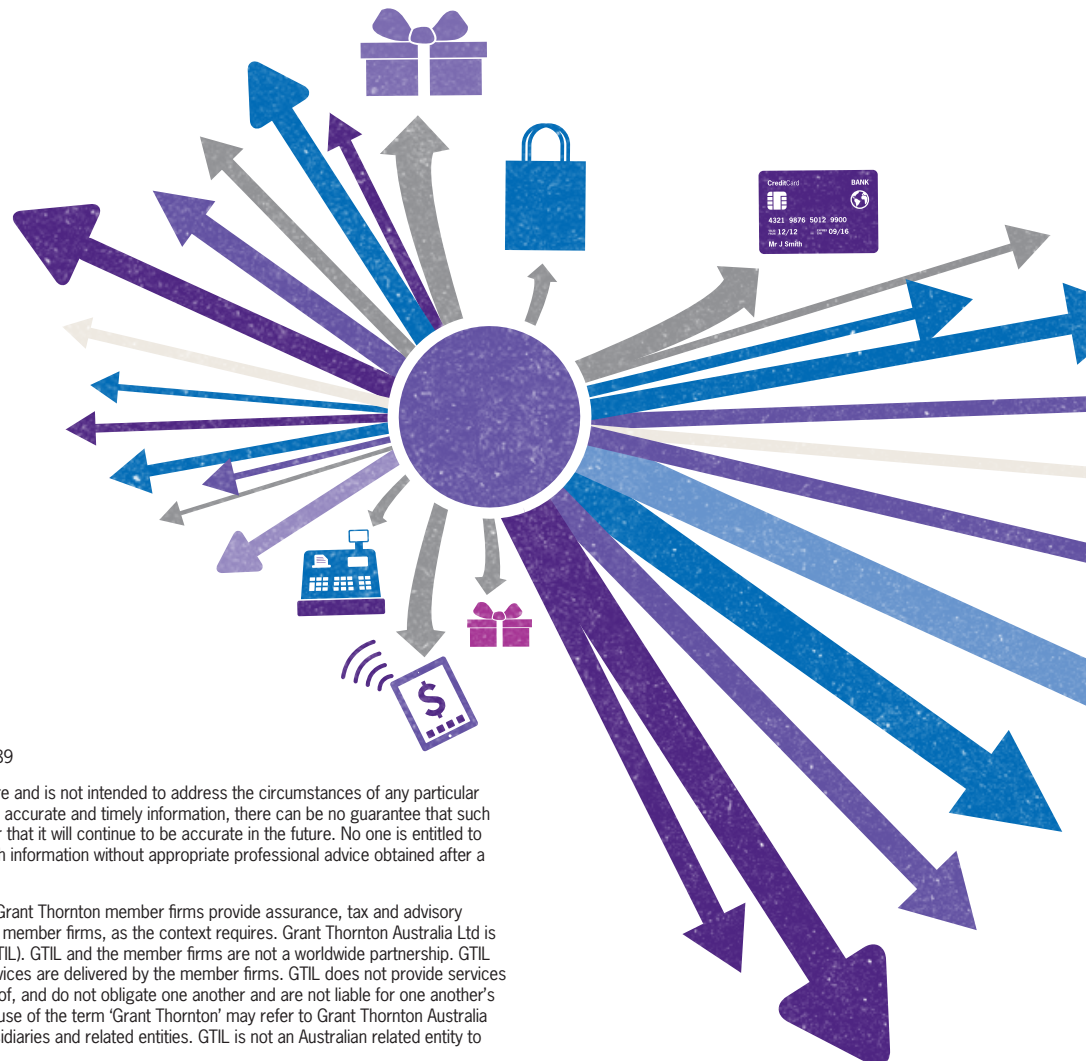 CreditCard BANK
4321 9876 5012 9900
12/12 09/16
Mr J Smith
$
39
re and is not intended to address the circumstances of any particular
accurate and timely information, there can be no guarantee that such
r that it will continue to be accurate in the future. No one is entitled to
n information without appropriate professional advice obtained after a
Grant Thornton member firms provide assurance, tax and advisory
member firms, as the context requires. Grant Thornton Australia Ltd is
TIL). GTIL and the member firms are not a worldwide partnership. GTIL
vices are delivered by the member firms. GTIL does not provide services
of, and do not obligate one another and are not liable for one another’s
use of the term ‘Grant Thornton’ may refer to Grant Thornton Australia
sidiaries and related entities. GTIL is not an Australian related entity to